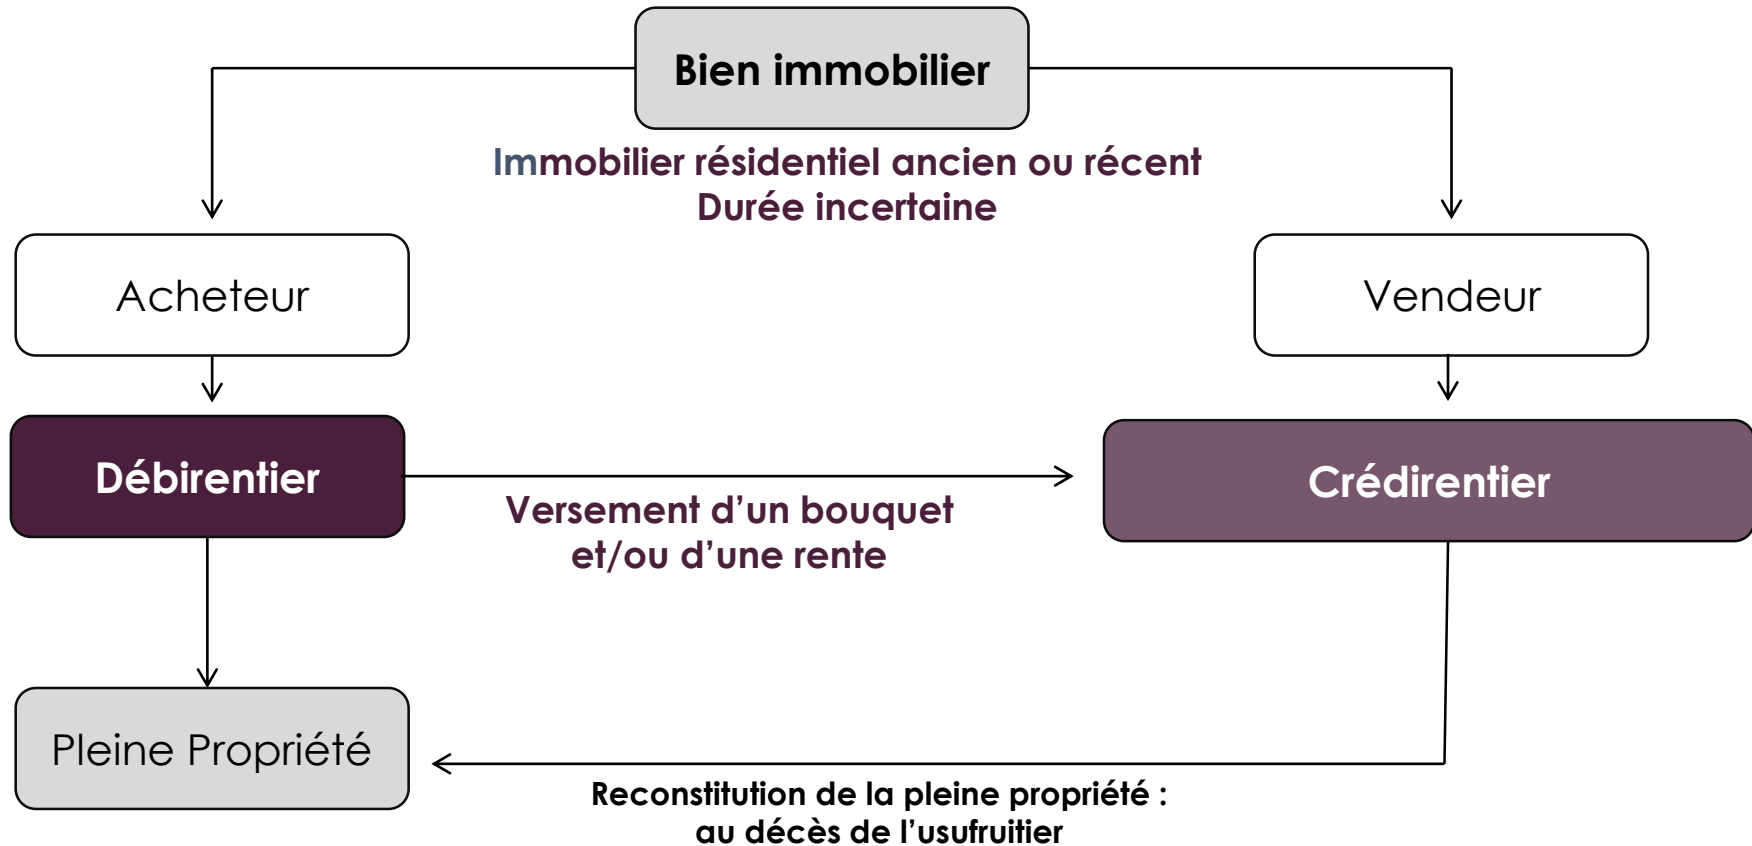 Bien immobilier
Immobilier résidentiel ancien ou récent
Durée incertaine
Acheteur
Vendeur
Débirentier
Crédirentier
Versement d’un bouquet
et/ou d’une rente
Pleine Propriété
Reconstitution de la pleine propriété :
au décès de l’usufruitier